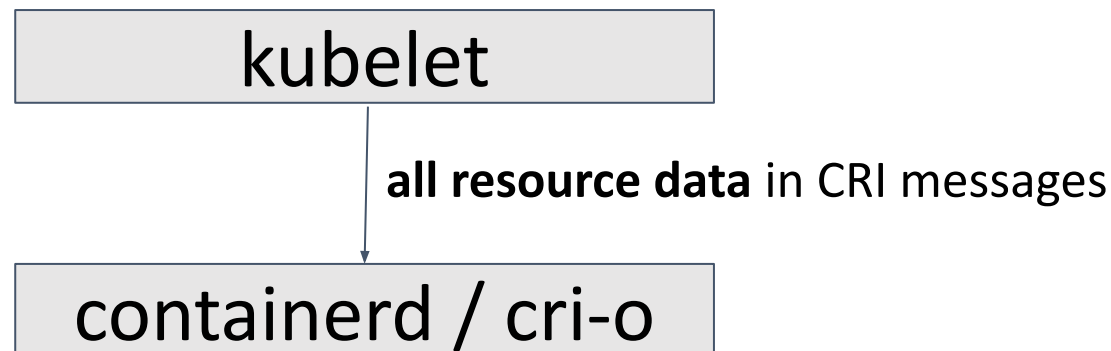 kubelet
all resource data in CRI messages
containerd / cri-o